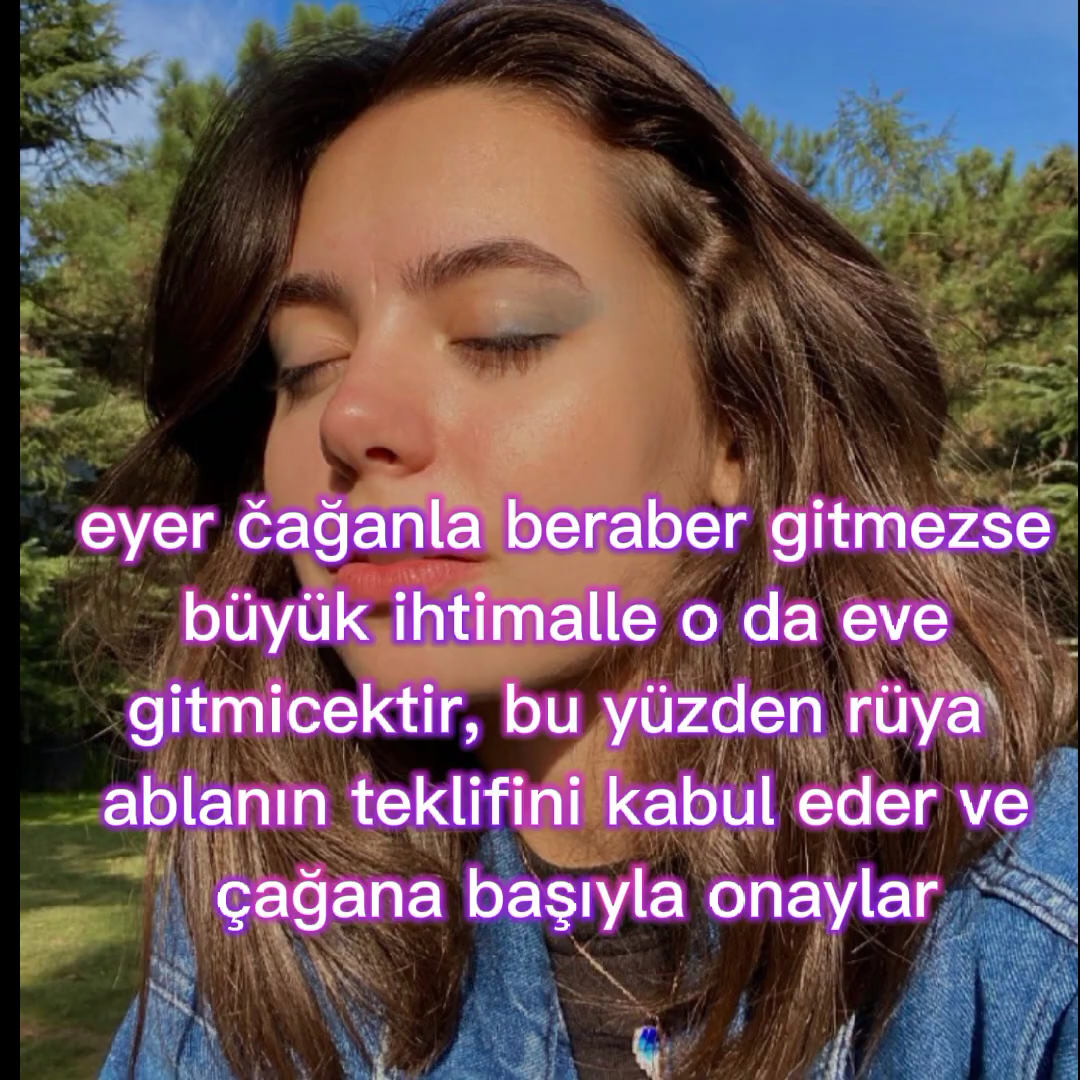 eyer čağanla beraber gitmezse
büyük ihtimalle o da eve
gitmicektir, bu yüzden rüya
ablanın teklifini kabul eder ve
çağana başıyla onaylar